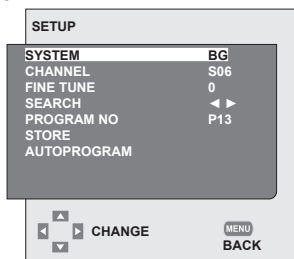 SETUP
SYSTEM BG
CHANNEL S06
FINE TUNE 0
SEARCH ◄ ►
PROGRAM NO P13
STORE
AUTOPROGRAM
CHANGE MENU
BACK